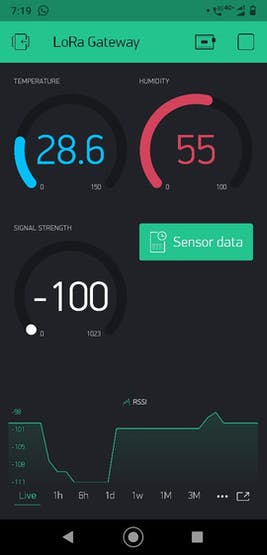 7:19
4G+
LoRa Gateway
TEMPERATURE
HUMIDITY
28.6
55
0
150
0
100
SIGNAL STRENGTH
Sensor data
-100
0
1023
RSSI
-98
-101
-105
-108
-111
Live
1h
6h
1d
1w
1M
3M